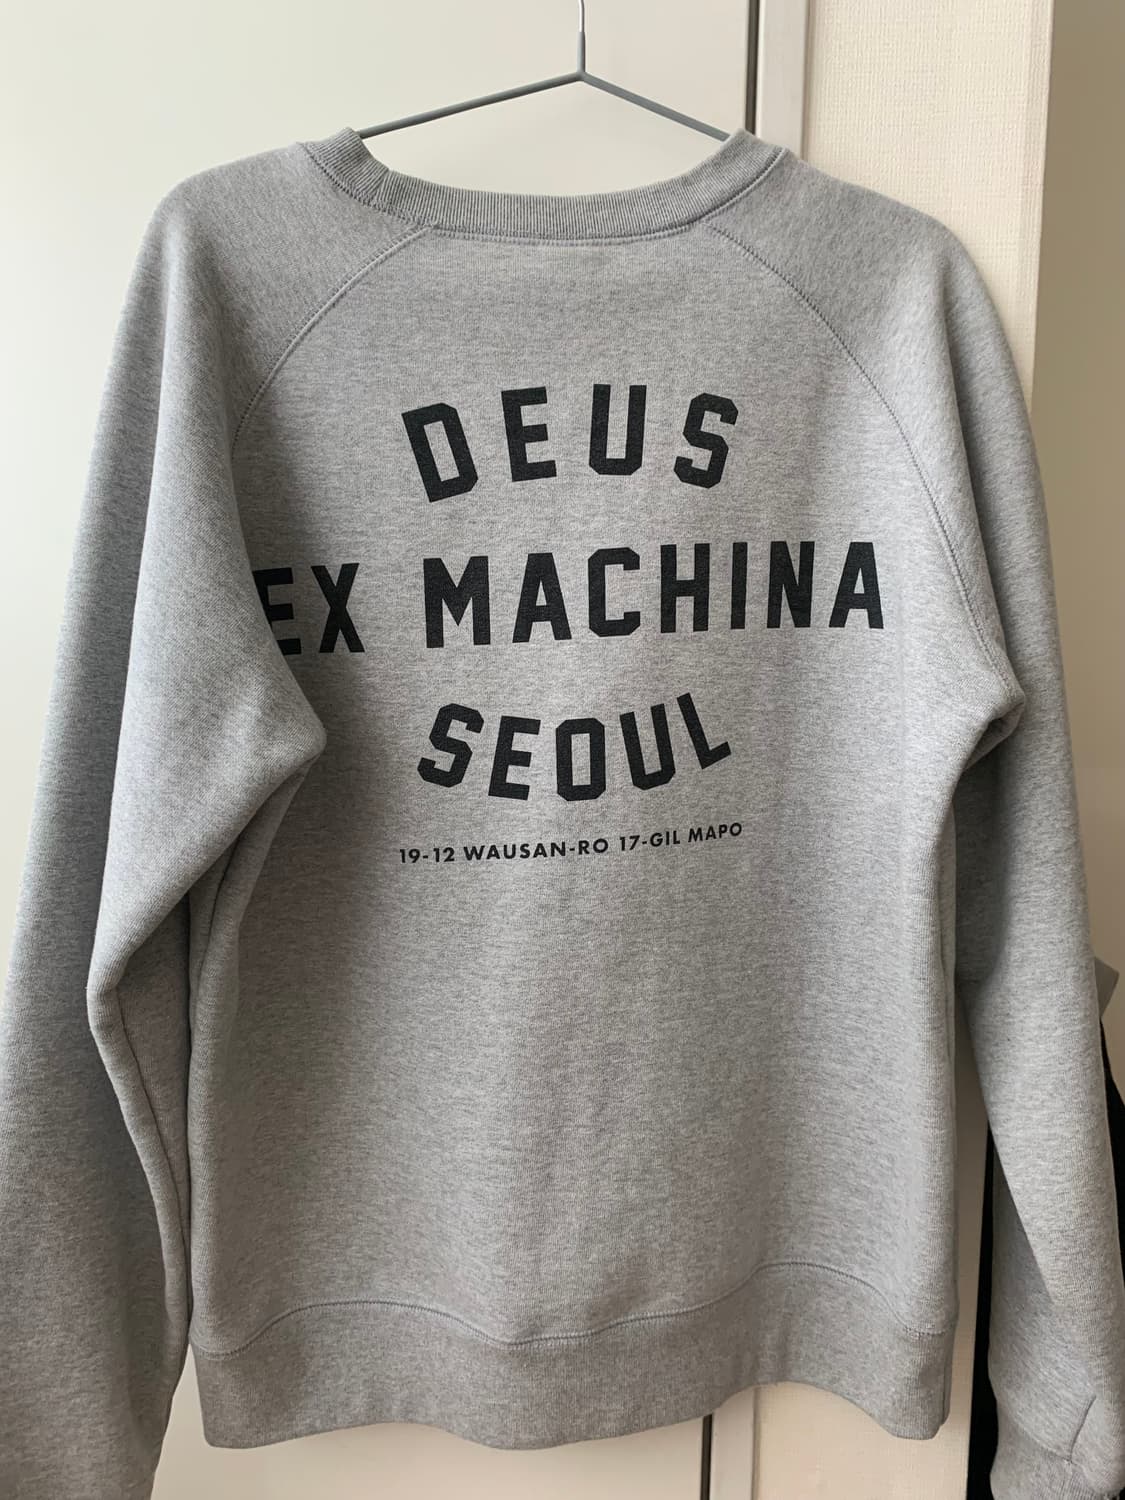 DEUS
EX MACHINA
SEOUL
19-12 WAUSAN-RO 17-GIL MAPO